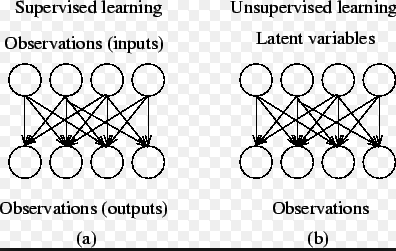 Supervised learning
Observations (inputs)
Observations (outputs)
(a)
Unsupervised learning
Latent variables
Observations
(b)